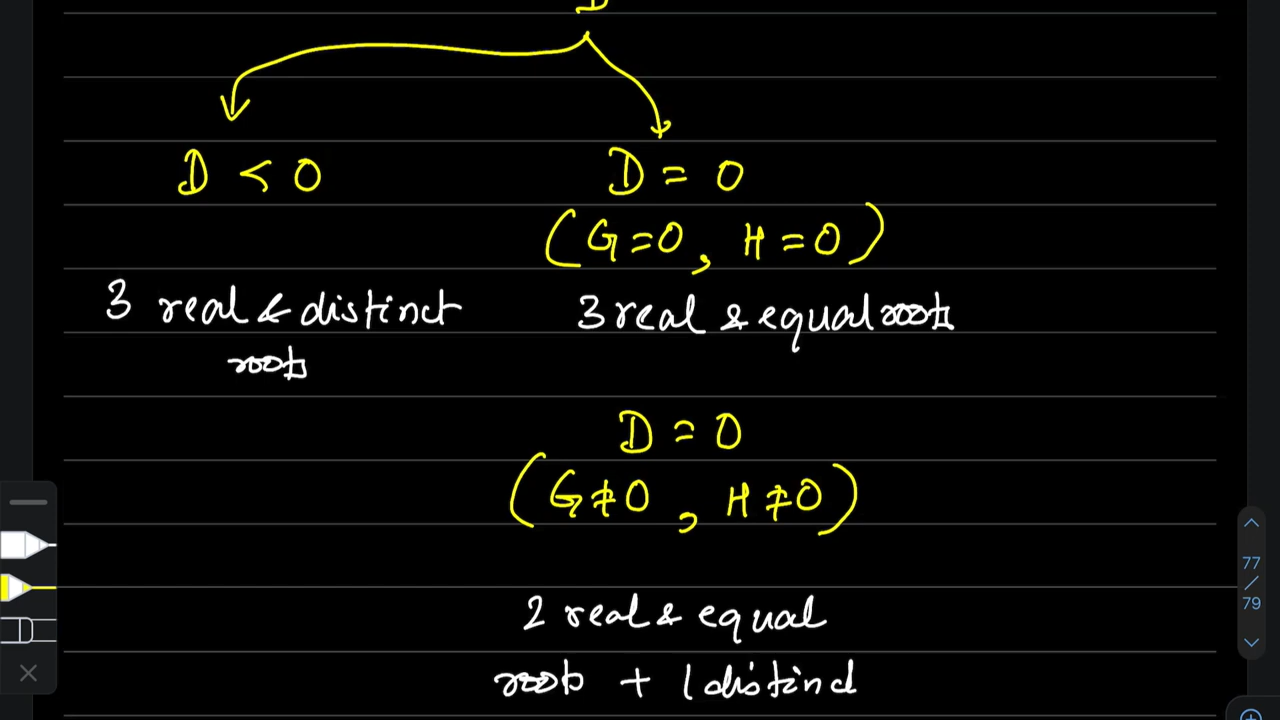 D
D < 0
D = 0
(G=0, H=0)
3 real & distinct
roots
3 real & equal roots
D = 0
(G≠0, H≠0)
2 real & equal
roots + 1 distinct
77
/
79